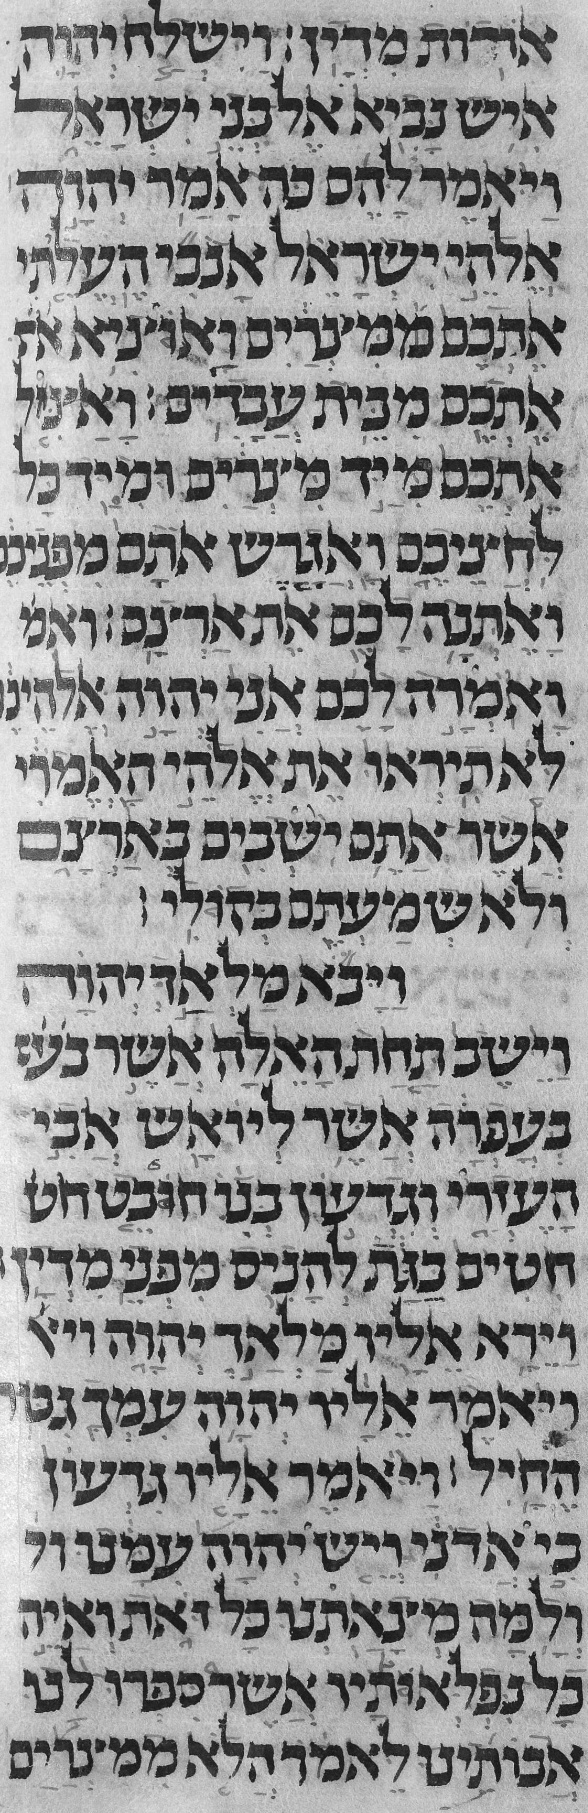 אודות מדין׃ וישלח יהוה
איש נביא אל בני ישראל
ויאמר להם כה אמר יהוה
אלהי ישראל אנכי העליתי
אתכם ממצרים ואוציא את
אתכם מבית עבדים׃ ואצל
אתכם מיד מצרים ומיד כל
לחציכם ואגרש אתם מפניכם
ואתנה לכם את ארצם׃ ואמ
ואמרה לכם אני יהוה אלהיכם
לא תיראו את אלהי האמרי
אשר אתם ישבים בארצם
ולא שמעתם בקולי׃
ויבא מלאך יהוה
וישב תחת האלה אשר בעפ
בעפרה אשר ליואש אבי
העזרי וגדעון בנו חובט חט
חטים בגת להניס מפני מדין׃
וירא אליו מלאך יהוה ויא
ויאמר אליו יהוה עמך גבור
החיל׃ ויאמר אליו גדעון
בי אדני ויש יהוה עמנו ול
ולמה מצאתנו כל זאת ואיה
כל נפלאותיו אשר ספרו לנו
אבותינו לאמר הלא ממצרים